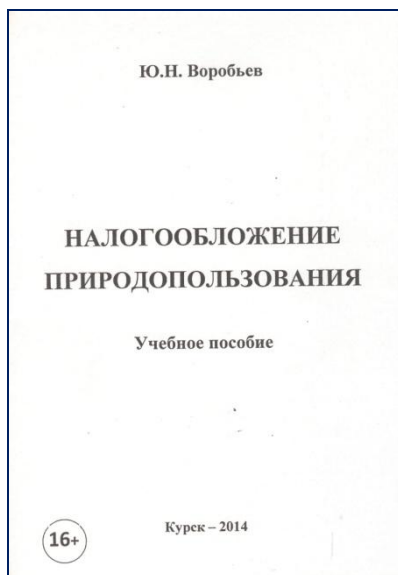 Ю.Н. Воробьев
НАЛОГООБЛОЖЕНИЕ
ПРИРОДОПОЛЬЗОВАНИЯ
Учебное пособие
Курск – 2014
16+